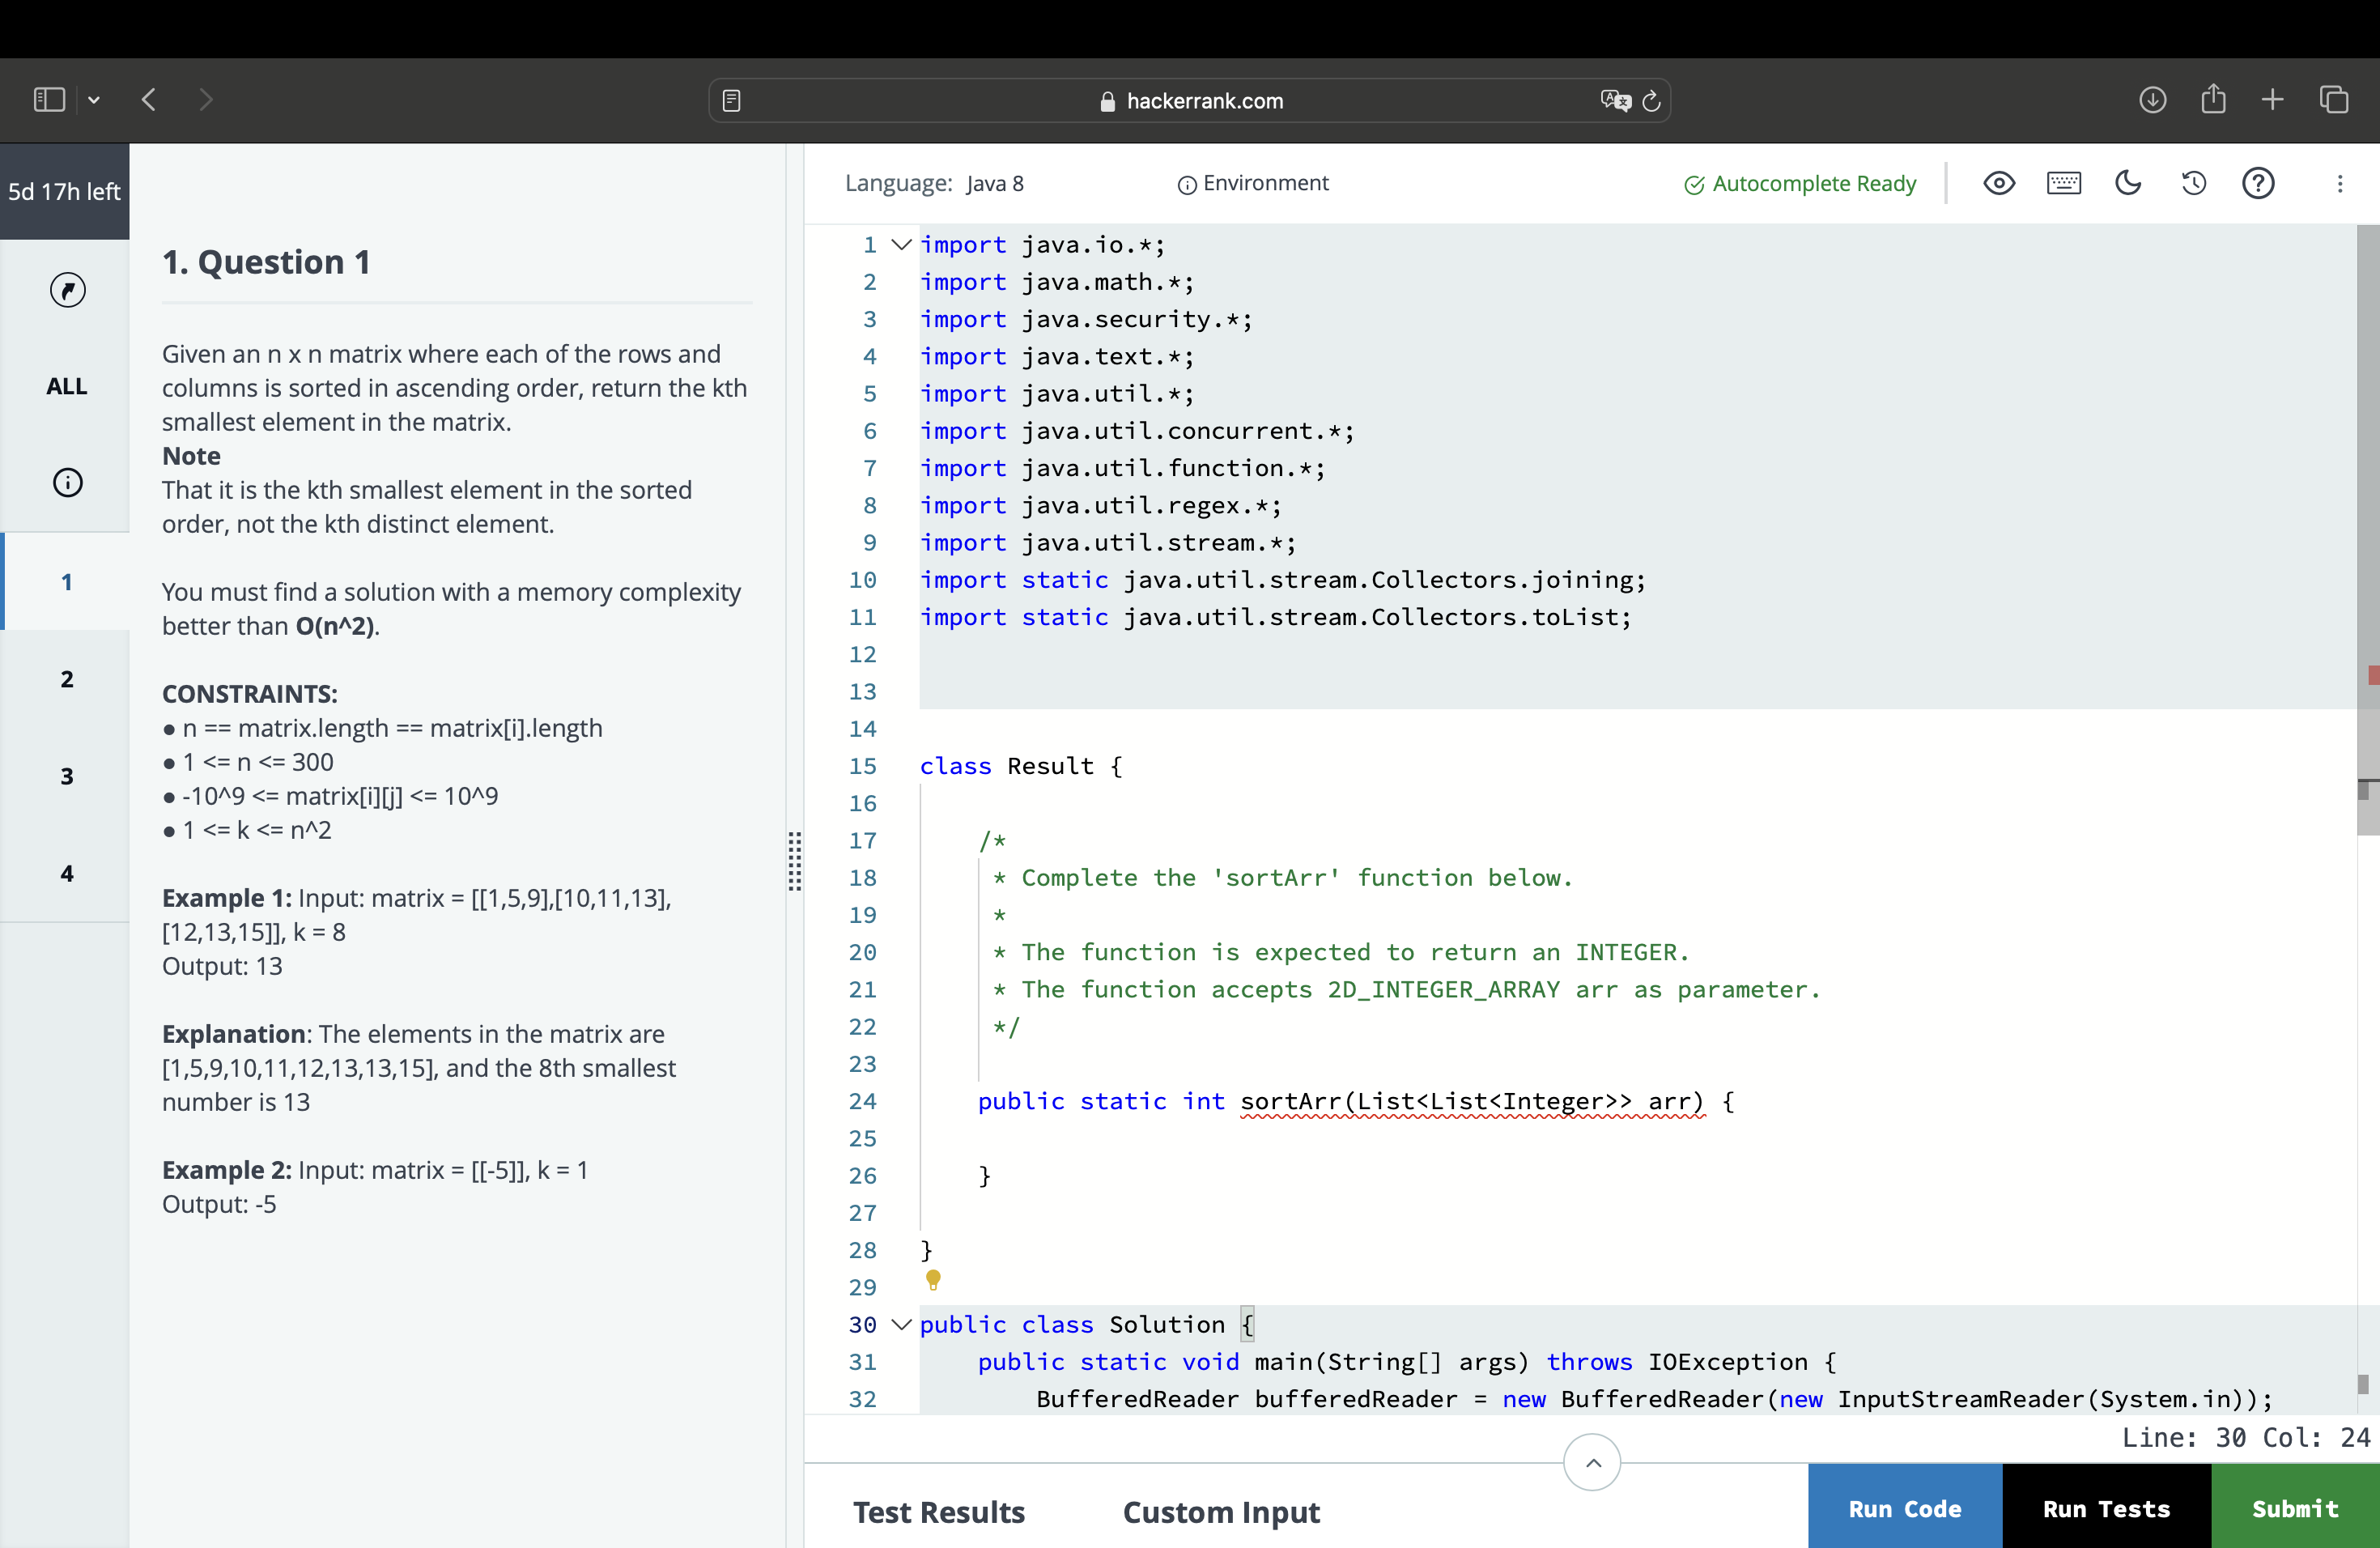 hackerrank.com
5d 17h left
ALL
1
2
3
4
1. Question 1
Given an n x n matrix where each of the rows and
columns is sorted in ascending order, return the kth
smallest element in the matrix.
Note
That it is the kth smallest element in the sorted
order, not the kth distinct element.
You must find a solution with a memory complexity
better than O(n^2).
CONSTRAINTS:
● n == matrix.length == matrix[i].length
● 1 <= n <= 300
● -10^9 <= matrix[i][j] <= 10^9
● 1 <= k <= n^2
Example 1: Input: matrix = [[1,5,9],[10,11,13],
[12,13,15]], k = 8
Output: 13
Explanation: The elements in the matrix are
[1,5,9,10,11,12,13,13,15], and the 8th smallest
number is 13
Example 2: Input: matrix = [[-5]], k = 1
Output: -5
Language: Java 8 Environment Autocomplete Ready
1 import java.io.*;
2 import java.math.*;
3 import java.security.*;
4 import java.text.*;
5 import java.util.*;
6 import java.util.concurrent.*;
7 import java.util.function.*;
8 import java.util.regex.*;
9 import java.util.stream.*;
10 import static java.util.stream.Collectors.joining;
11 import static java.util.stream.Collectors.toList;
12
13
14
15 class Result {
16
17 /*
18 * Complete the 'sortArr' function below.
19 *
20 * The function is expected to return an INTEGER.
21 * The function accepts 2D_INTEGER_ARRAY arr as parameter.
22 */
23
24 public static int sortArr(List<List<Integer>> arr) {
25
26 }
27
28 }
29
30 public class Solution {
31 public static void main(String[] args) throws IOException {
32 BufferedReader bufferedReader = new BufferedReader(new InputStreamReader(System.in));
Line: 30 Col: 24
Test Results Custom Input Run Code Run Tests Submit